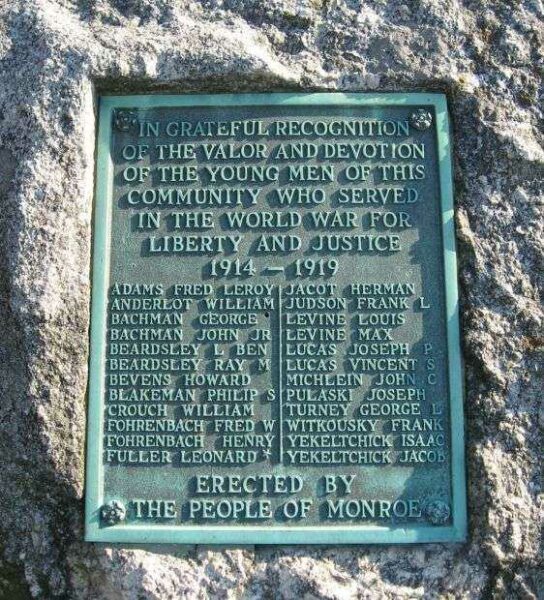 IN GRATEFUL RECOGNITION
OF THE VALOR AND DEVOTION
OF THE YOUNG MEN OF THIS
COMMUNITY WHO SERVED
IN THE WORLD WAR FOR
LIBERTY AND JUSTICE
1914 — 1919
ADAMS FRED LEROY
ANDERLOT WILLIAM
BACHMAN GEORGE
BACHMAN JOHN JR
BEARDSLEY L BEN
BEARDSLEY RAY M
BEVENS HOWARD
BLAKEMAN PHILIP S
CROUCH WILLIAM
FOHRENBACH FRED W
FOHRENBACH HENRY
FULLER LEONARD *
JACOT HERMAN
JUDSON FRANK L
LEVINE LOUIS
LEVINE MAX
LUCAS JOSEPH P
LUCAS VINCENT S
MICHLEIN JOHN C
PULASKI JOSEPH
TURNEY GEORGE L
WITKOUSKY FRANK
YEKELTCHICK ISAAC
YEKELTCHICK JACOB
ERECTED BY
THE PEOPLE OF MONROE